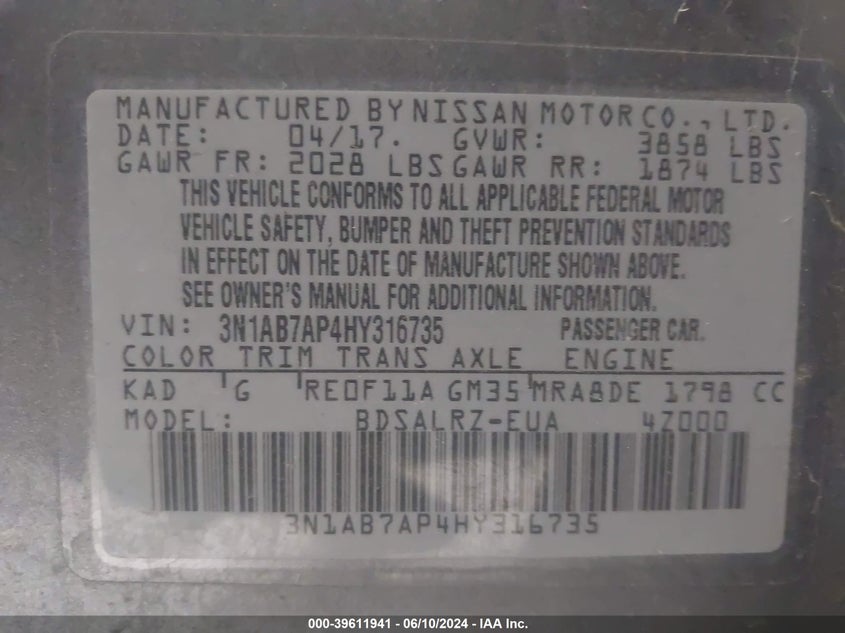 MANUFACTURED BY NISSAN MOTOR CO., LTD.
DATE: 04/17. GVWR: 3858 LBS
GAWR FR: 2028 LBS GAWR RR: 1874 LBS
THIS VEHICLE CONFORMS TO ALL APPLICABLE FEDERAL MOTOR
VEHICLE SAFETY, BUMPER AND THEFT PREVENTION STANDARDS
IN EFFECT ON THE DATE OF MANUFACTURE SHOWN ABOVE.
SEE OWNER'S MANUAL FOR ADDITIONAL INFORMATION.
VIN: 3N1AB7AP4HY316735 PASSENGER CAR.
COLOR TRIM TRANS AXLE ENGINE
KAD G RE0F11A GM35 MRA8DE 1798 CC
MODEL: BDSALRZ-EUA 4Z000
3N1AB7AP4HY316735
000-39611941 - 06/10/2024 - IAA Inc.